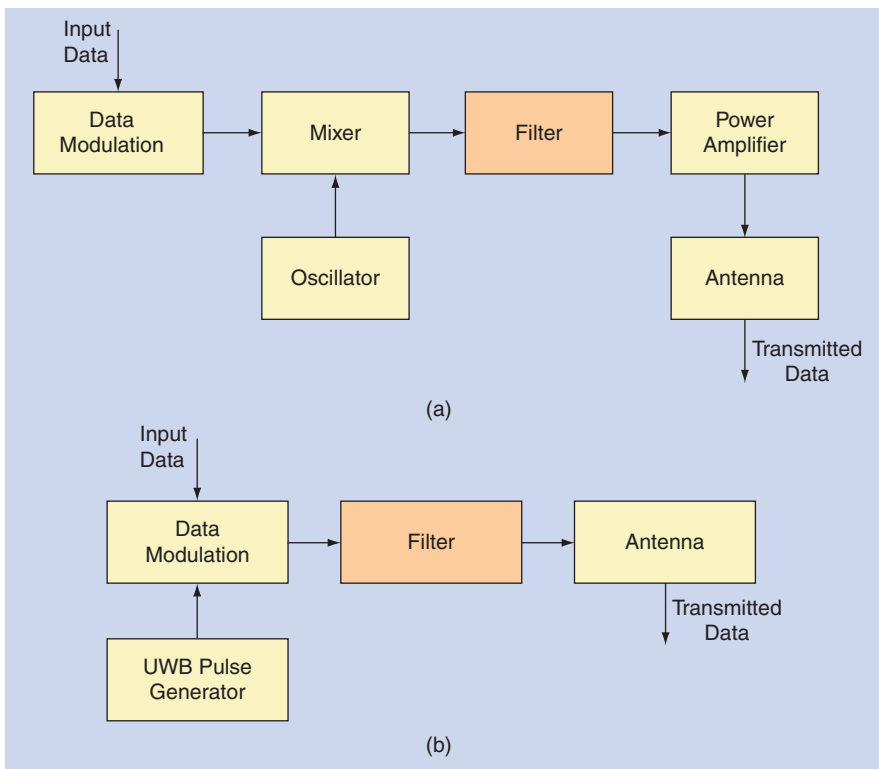 Input
Data
Data
Modulation
Mixer
Filter
Power
Amplifier
Oscillator
Antenna
Transmitted
Data
(a)
Input
Data
Data
Modulation
Filter
Antenna
Transmitted
Data
UWB Pulse
Generator
(b)